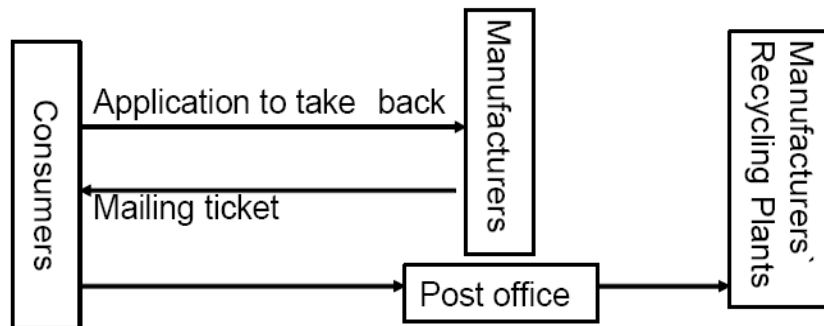 Consumers
Application to take back
Mailing ticket
Manufacturers
Post office
Manufacturers`
Recycling Plants